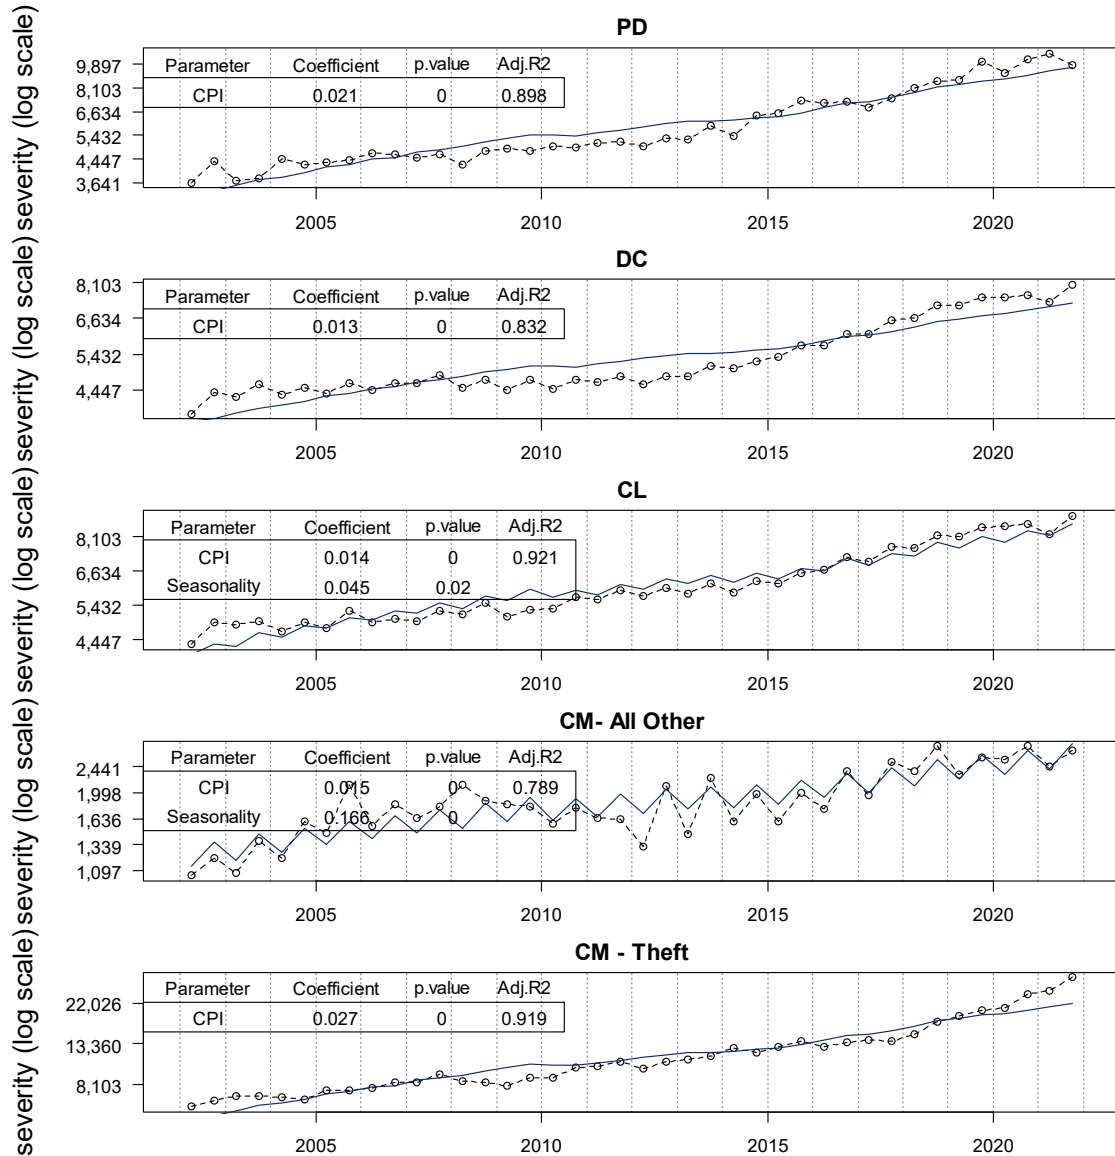 PD
severity (log scale)
9,897
8,103
6,634
5,432
4,447
3,641
Parameter Coefficient p.value Adj.R2
CPI 0.021 0 0.898
2005 2010 2015 2020
DC
severity (log scale)
8,103
6,634
5,432
4,447
Parameter Coefficient p.value Adj.R2
CPI 0.013 0 0.832
2005 2010 2015 2020
CL
severity (log scale)
8,103
6,634
5,432
4,447
Parameter Coefficient p.value Adj.R2
CPI 0.014 0 0.921
Seasonality 0.045 0.02
2005 2010 2015 2020
CM- All Other
severity (log scale)
2,441
1,998
1,636
1,339
1,097
Parameter Coefficient p.value Adj.R2
CPI 0.015 0 0.789
Seasonality 0.166 0
2005 2010 2015 2020
CM - Theft
severity (log scale)
22,026
13,360
8,103
Parameter Coefficient p.value Adj.R2
CPI 0.027 0 0.919
2005 2010 2015 2020